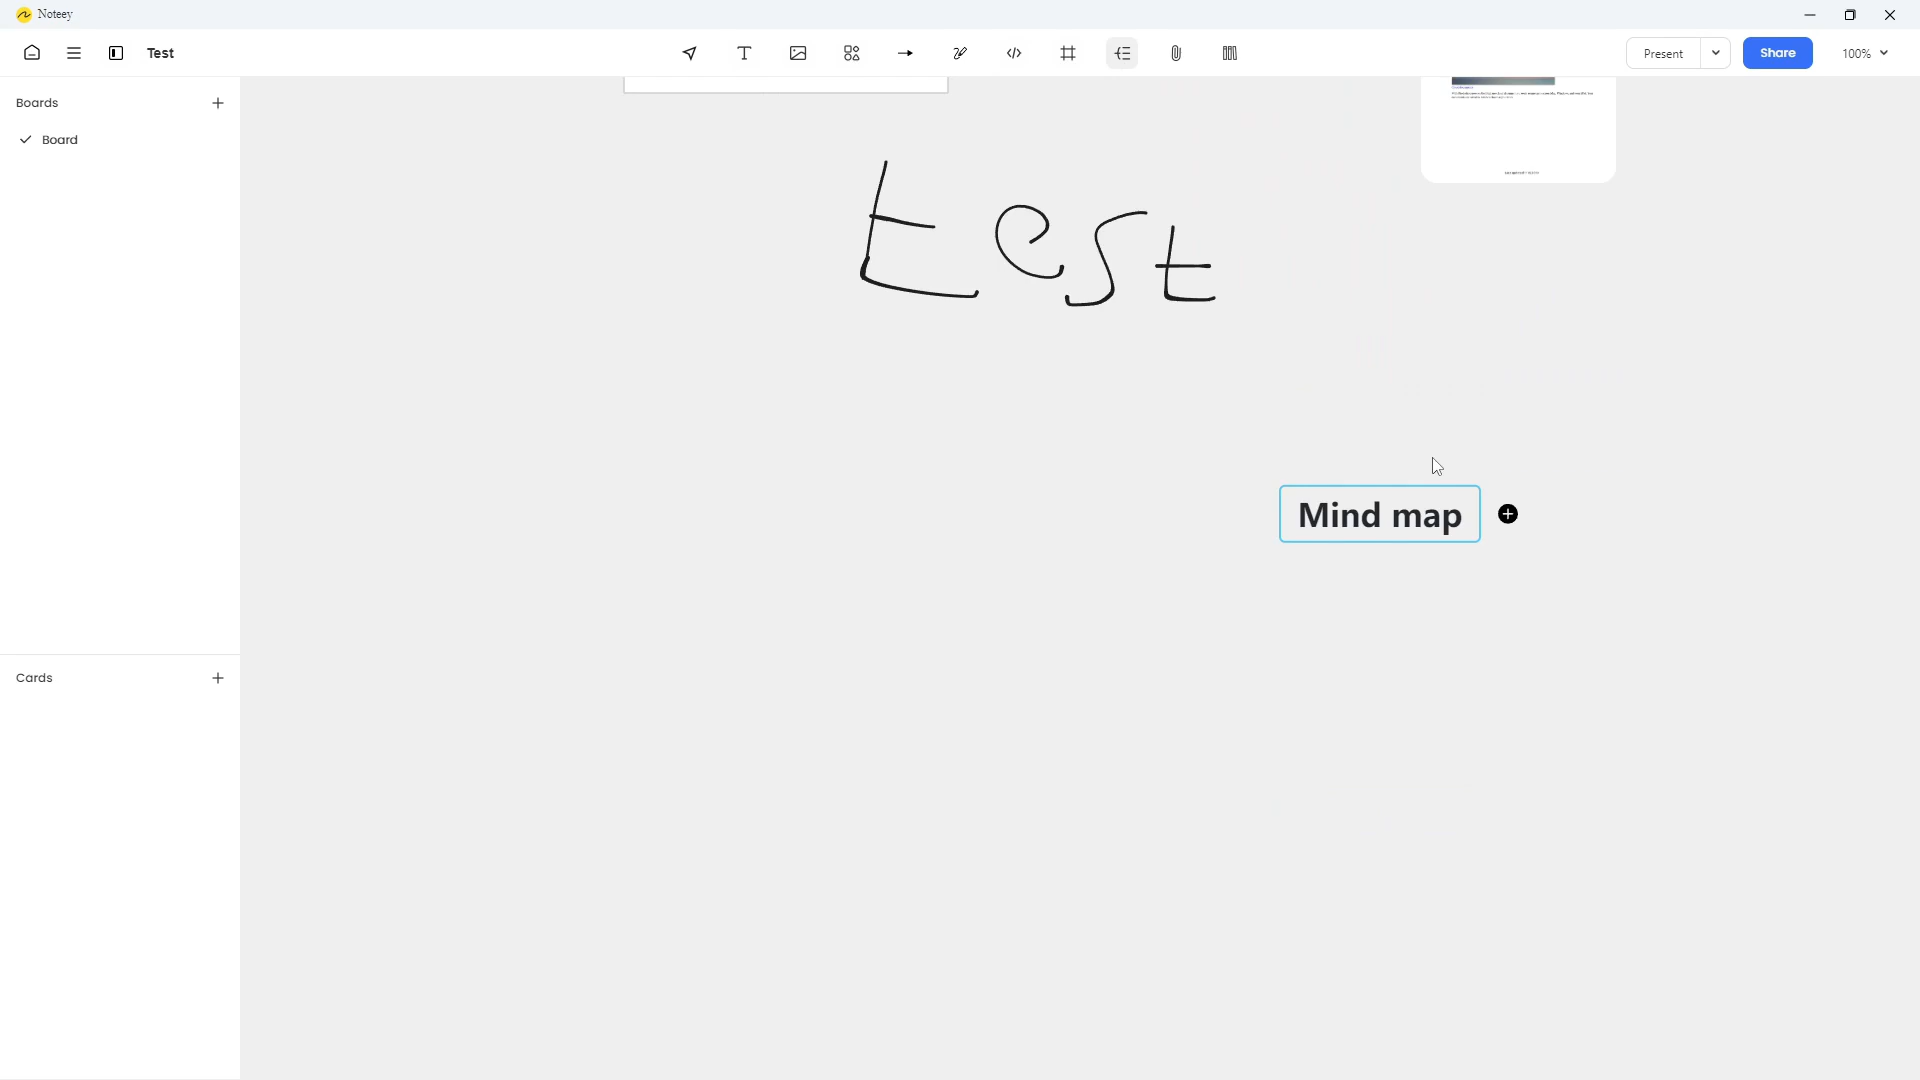 Noteey
Test
Present
Share
100%
Boards
Board
test
Mind map
Cards